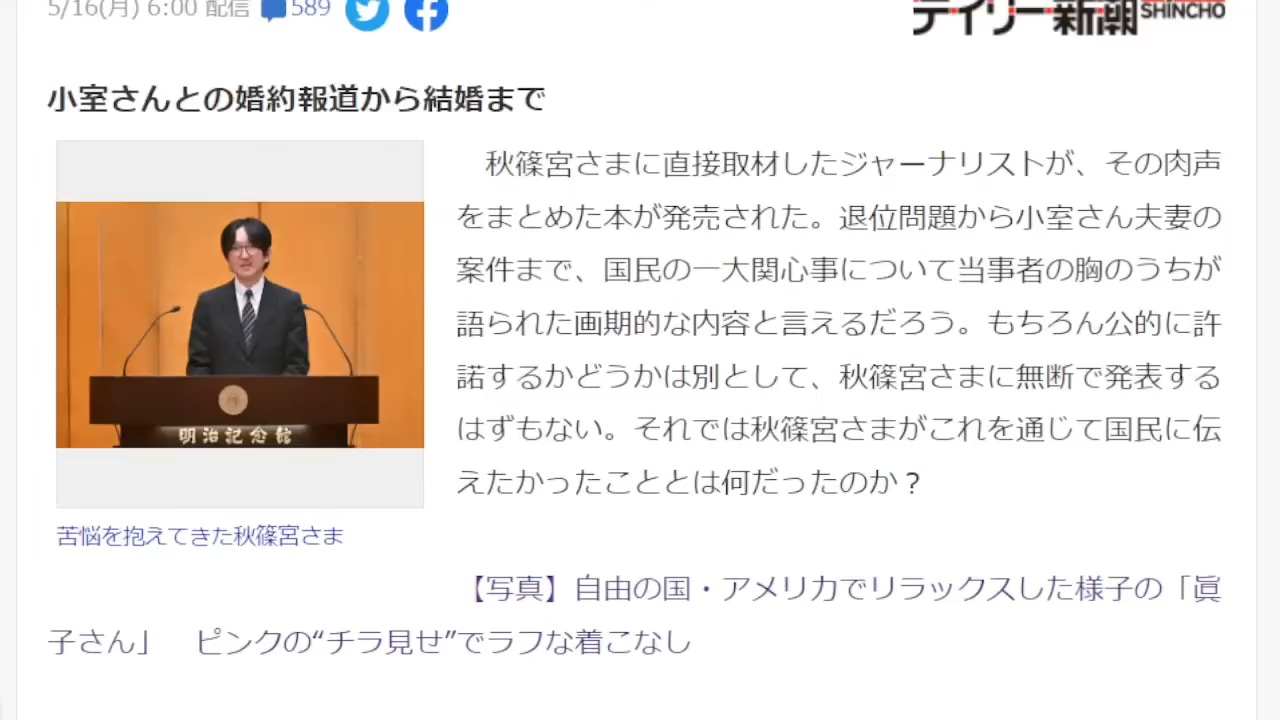 5/16(月) 6:00 配信 589
デイリー新潮 SHINCHO
小室さんとの婚約報道から結婚まで
秋篠宮さまに直接取材したジャーナリストが、その肉声
をまとめた本が発売された。退位問題から小室さん夫妻の
案件まで、国民の一大関心事について当事者の胸のうちが
語られた画期的な内容と言えるだろう。もちろん公的に許
諾するかどうかは別として、秋篠宮さまに無断で発表する
はずもない。それでは秋篠宮さまがこれを通じて国民に伝
えたかったこととは何だったのか？
明治記念館
苦悩を抱えてきた秋篠宮さま
【写真】自由の国・アメリカでリラックスした様子の「眞
子さん」　ピンクの“チラ見せ”でラフな着こなし